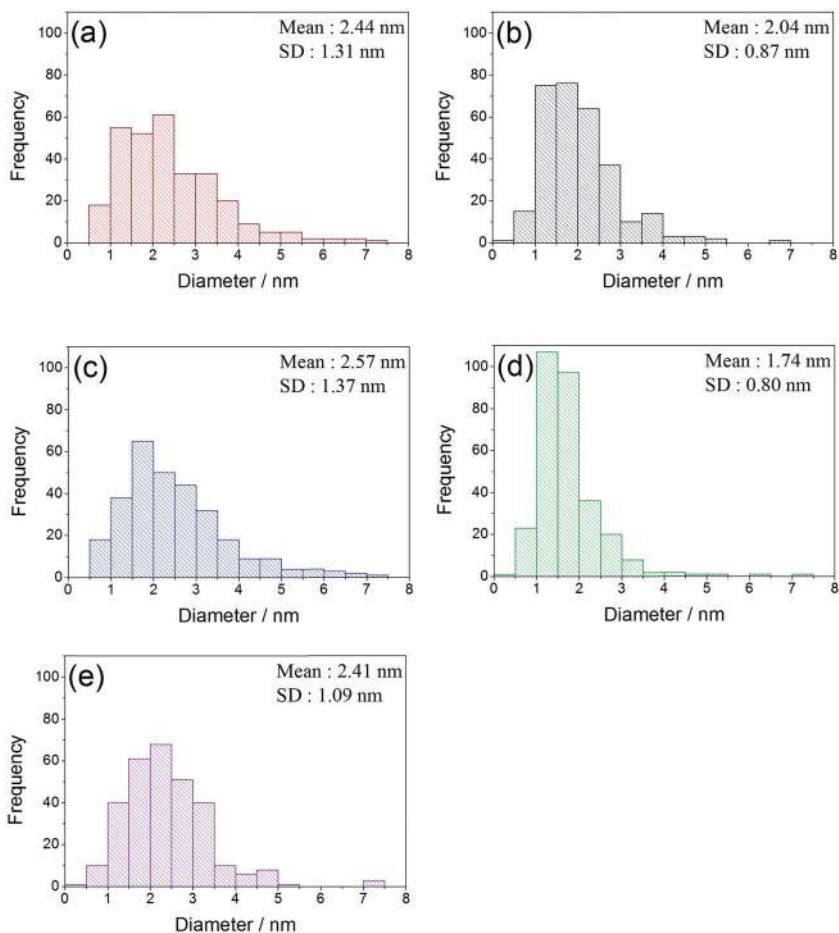 (a)
Mean : 2.44 nm
SD : 1.31 nm
100
80
60
40
20
0
Frequency
0 1 2 3 4 5 6 7 8
Diameter / nm
(b)
Mean : 2.04 nm
SD : 0.87 nm
100
80
60
40
20
0
Frequency
0 1 2 3 4 5 6 7 8
Diameter / nm
(c)
Mean : 2.57 nm
SD : 1.37 nm
100
80
60
40
20
0
Frequency
0 1 2 3 4 5 6 7 8
Diameter / nm
(d)
Mean : 1.74 nm
SD : 0.80 nm
100
80
60
40
20
0
Frequency
0 1 2 3 4 5 6 7 8
Diameter / nm
(e)
Mean : 2.41 nm
SD : 1.09 nm
100
80
60
40
20
0
Frequency
0 1 2 3 4 5 6 7 8
Diameter / nm